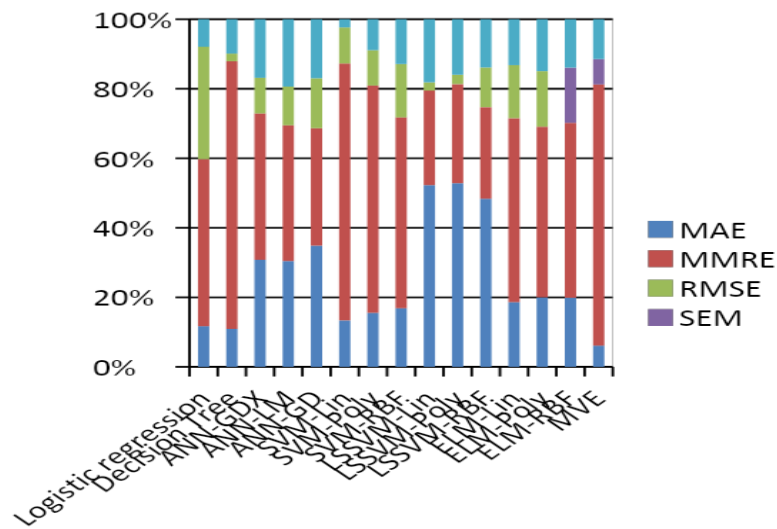 100%
80%
60%
40%
20%
0%
MAE
MMRE
RMSE
SEM
Logistic regression
Decision Tree
ANN-GDX
ANN-LM
ANN-GD
SVM-Lin
SVM-Poly
SVM-RBF
LSSVM-Lin
LSSVM-Poly
LSSVM-RBF
ELM-Lin
ELM-Poly
ELM-RBF
MVE